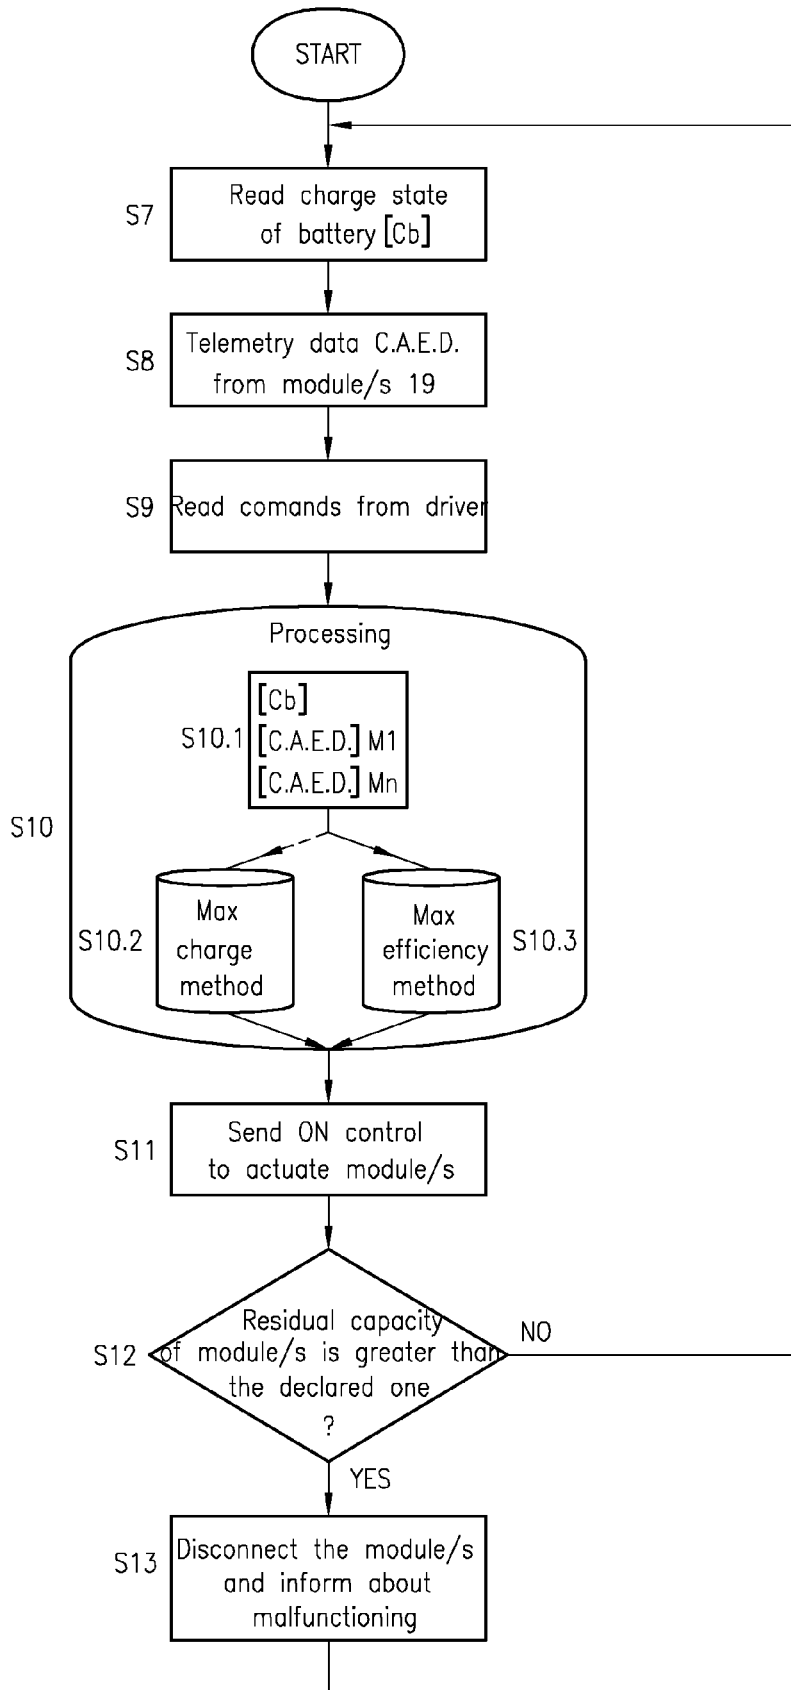 START
S7
Read charge state
of battery [Cb]
S8
Telemetry data C.A.E.D.
from module/s 19
S9
Read comands from driver
S10
Processing
S10.1
[Cb]
[C.A.E.D.] M1
[C.A.E.D.] Mn
S10.2
Max
charge
method
Max
efficiency
method
S10.3
S11
Send ON control
to actuate module/s
S12
Residual capacity
of module/s is greater than
the declared one
?
NO
YES
S13
Disconnect the module/s
and inform about
malfunctioning